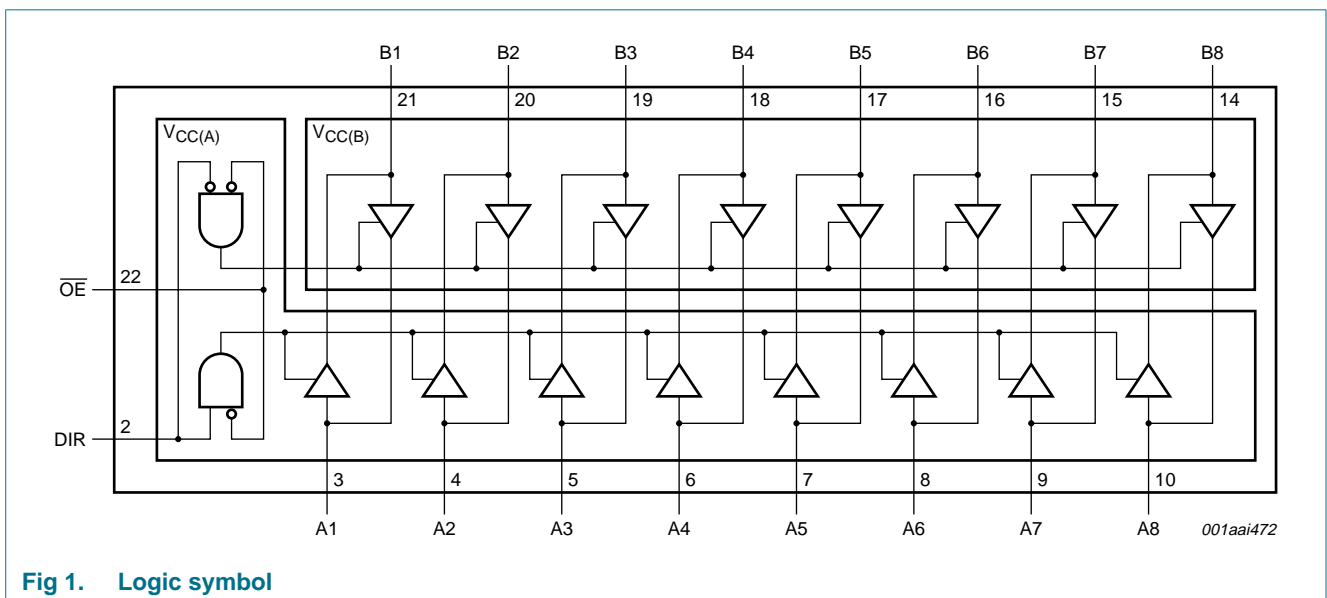 B1 B2 B3 B4 B5 B6 B7 B8
21 20 19 18 17 16 15 14
VCC(A) VCC(B)
OE 22
DIR 2
3 4 5 6 7 8 9 10
A1 A2 A3 A4 A5 A6 A7 A8 001aai472
Fig 1. Logic symbol